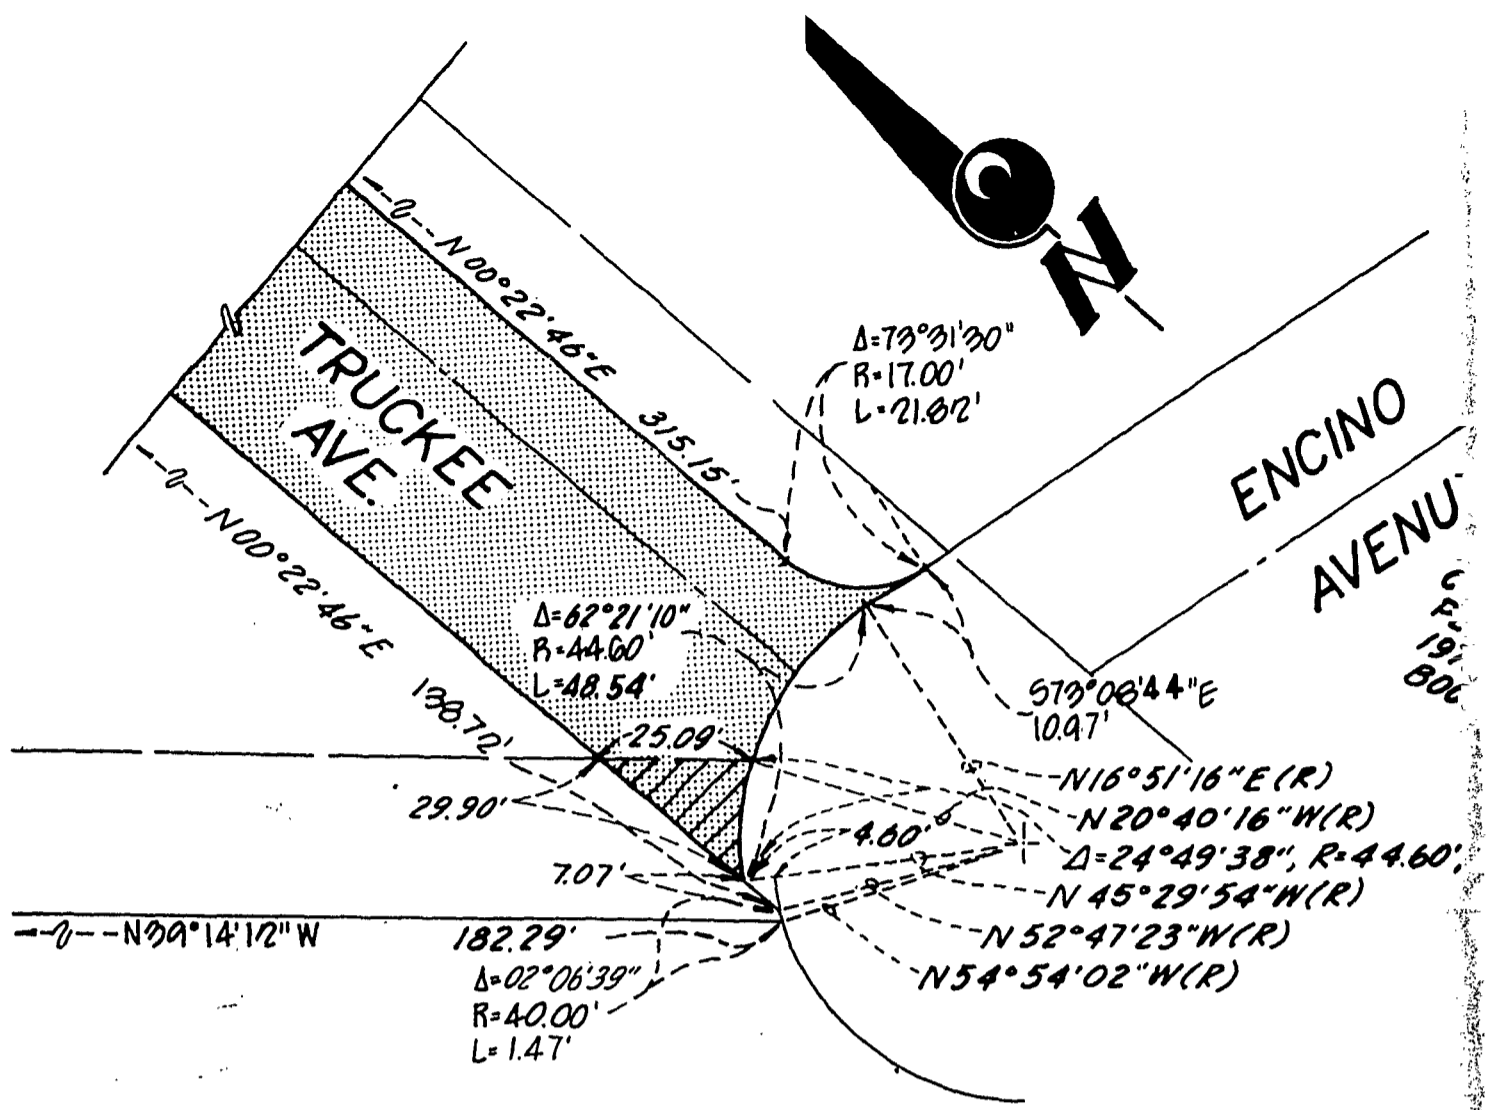 N
N00°22'46"E
315.15'
Δ=73°31'30"
R=17.00'
L=21.82'
TRUCKEE
AVE.
ENCINO
N00°22'46"E
138.72'
Δ=62°21'10"
R=44.60'
L=48.54'
S73°08'44"E
10.97'
25.09'
29.90'
N16°51'16"E (R)
N20°40'16"W(R)
4.60'
Δ=24°49'38", R=44.60',
7.07'
N45°29'54"W(R)
N39°14'12"W
182.29'
N52°47'23"W(R)
Δ=02°06'39"
N54°54'02"W(R)
R=40.00'
L=1.47'